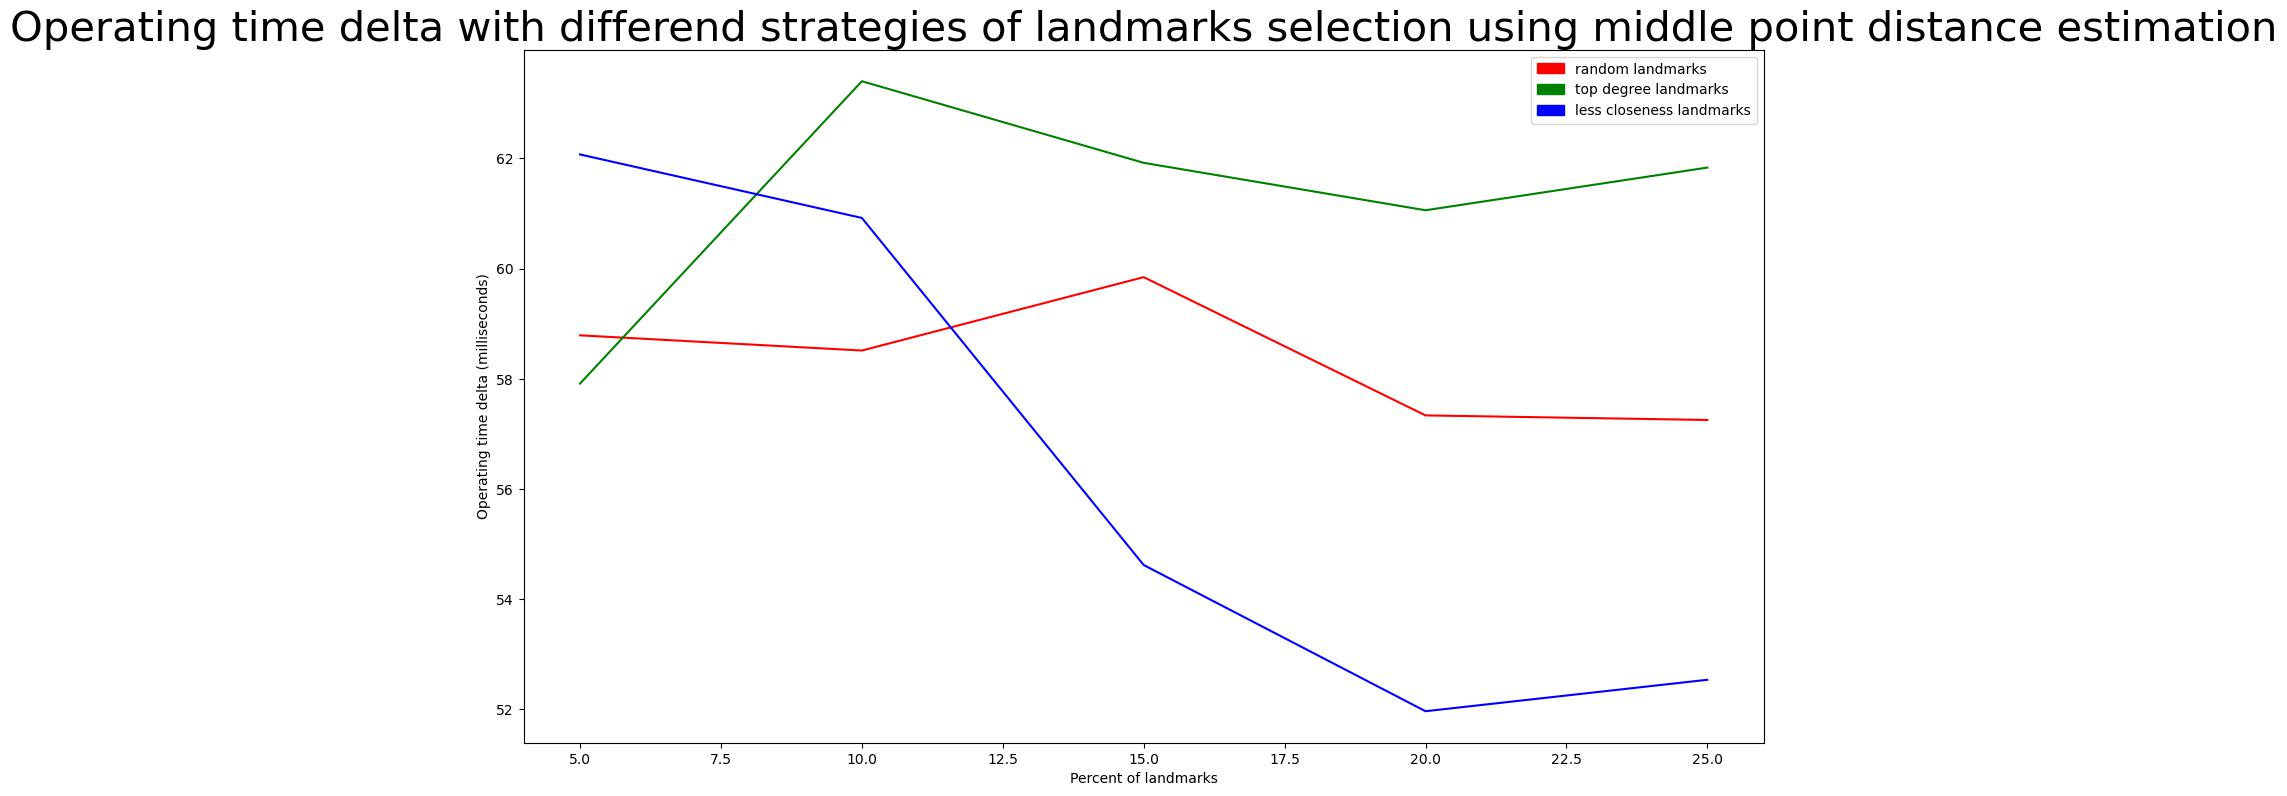 Operating time delta with differend strategies of landmarks selection using middle point distance estimation
random landmarks
top degree landmarks
less closeness landmarks
Operating time delta (milliseconds)
62
60
58
56
54
52
5.0 7.5 10.0 12.5 15.0 17.5 20.0 22.5 25.0
Percent of landmarks